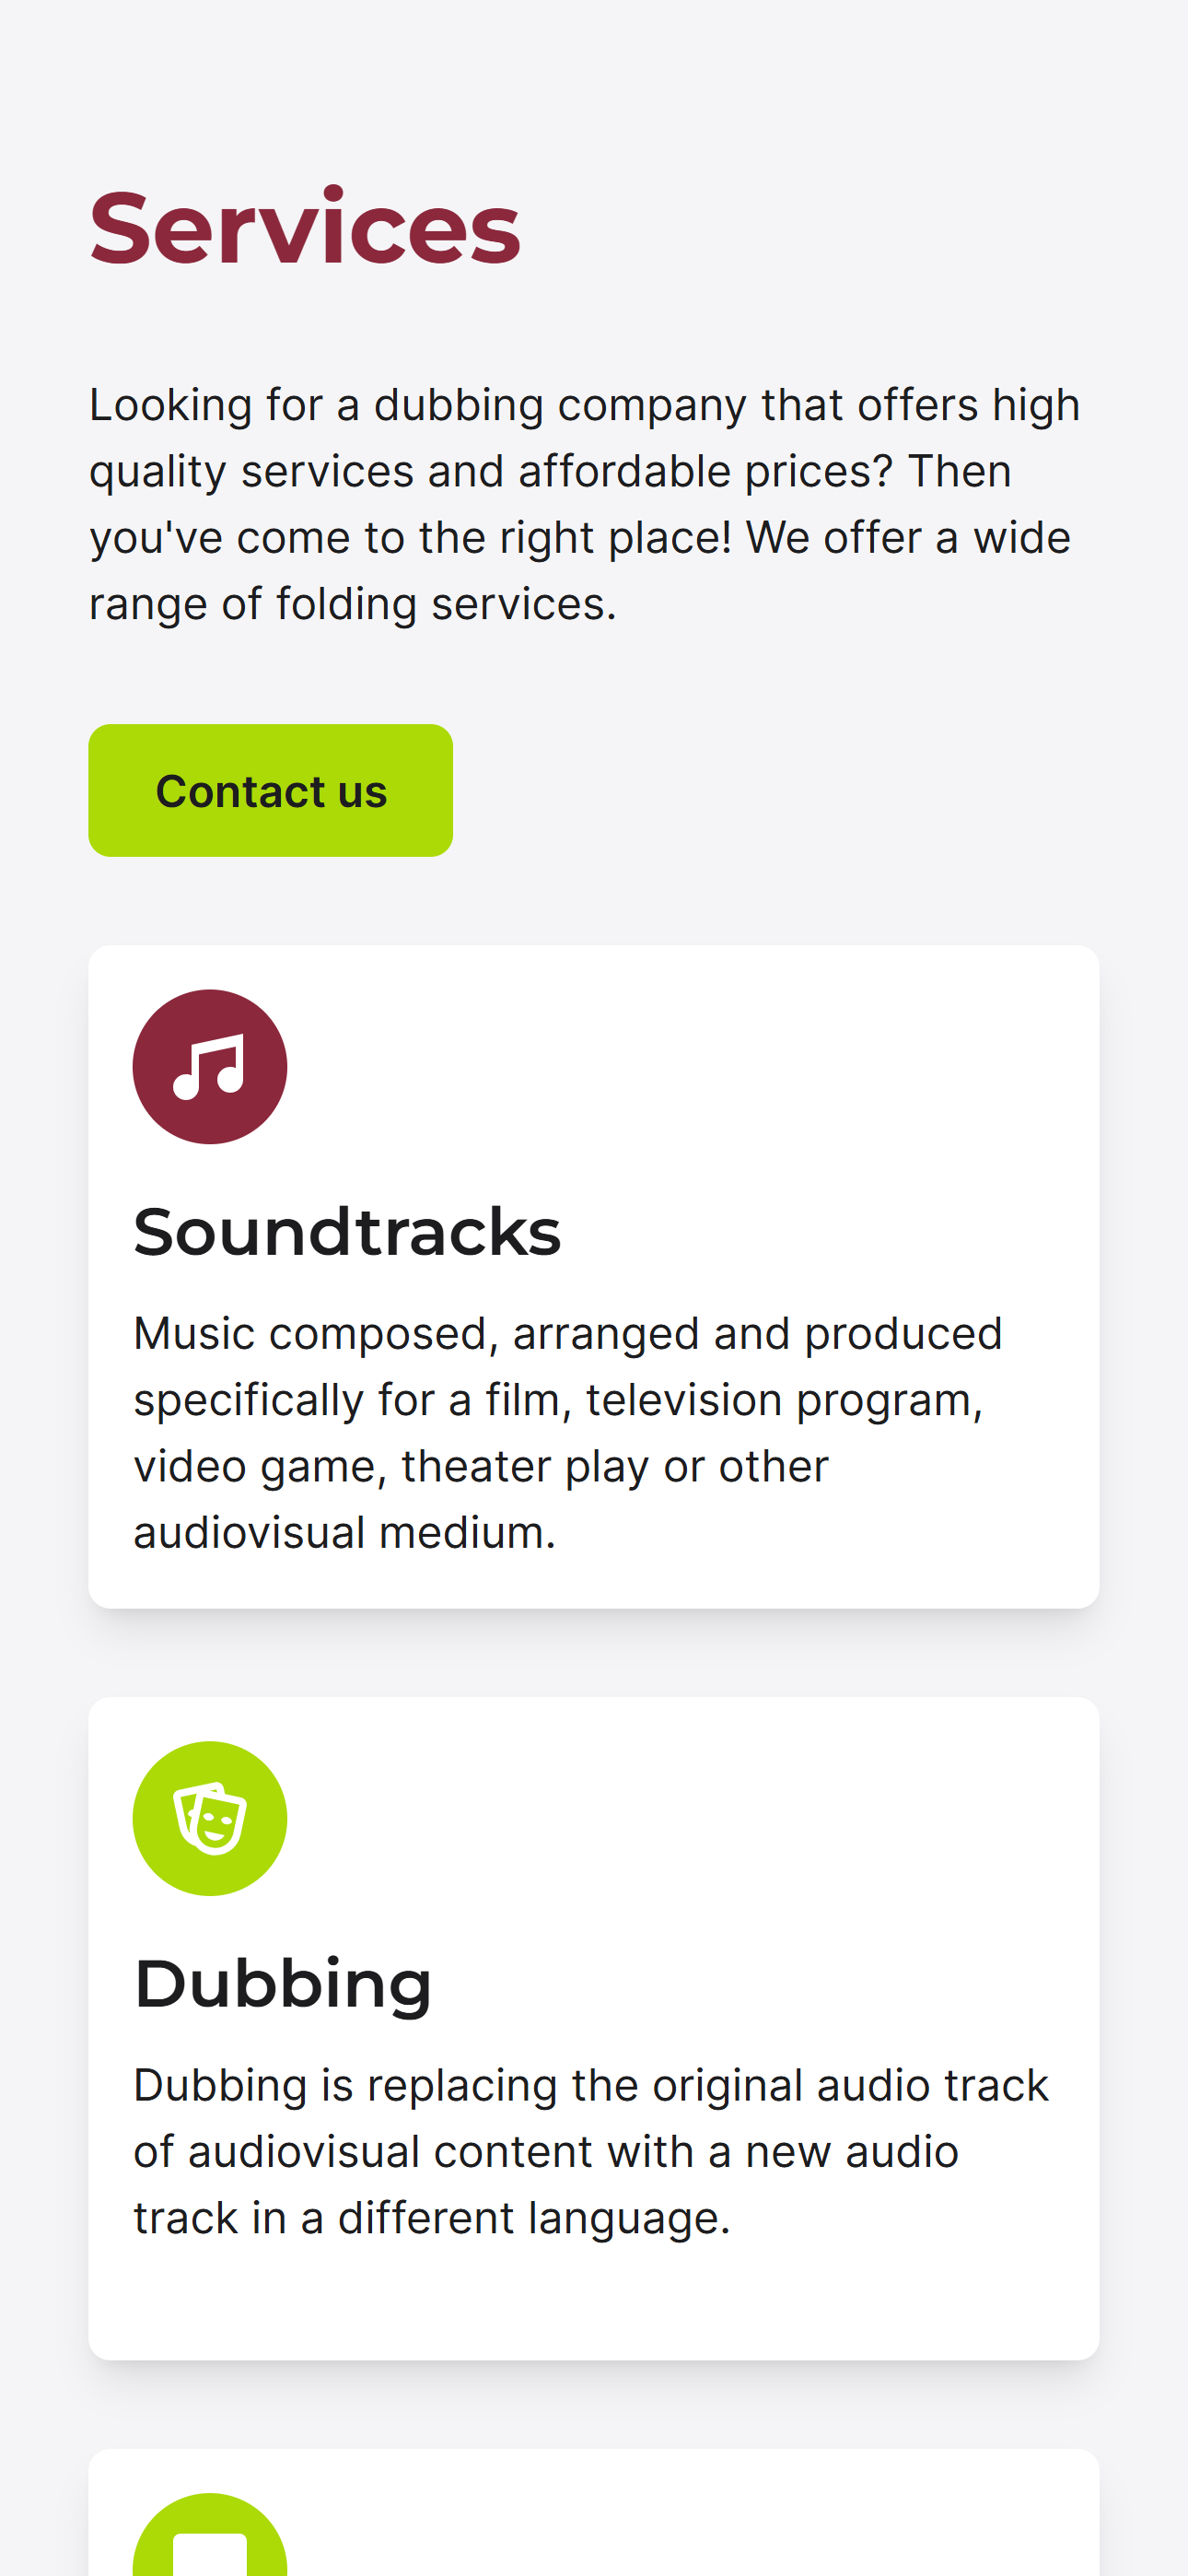 Services
Looking for a dubbing company that offers high
quality services and affordable prices? Then
you've come to the right place! We offer a wide
range of folding services.
Contact us
Soundtracks
Music composed, arranged and produced
specifically for a film, television program,
video game, theater play or other
audiovisual medium.
Dubbing
Dubbing is replacing the original audio track
of audiovisual content with a new audio
track in a different language.